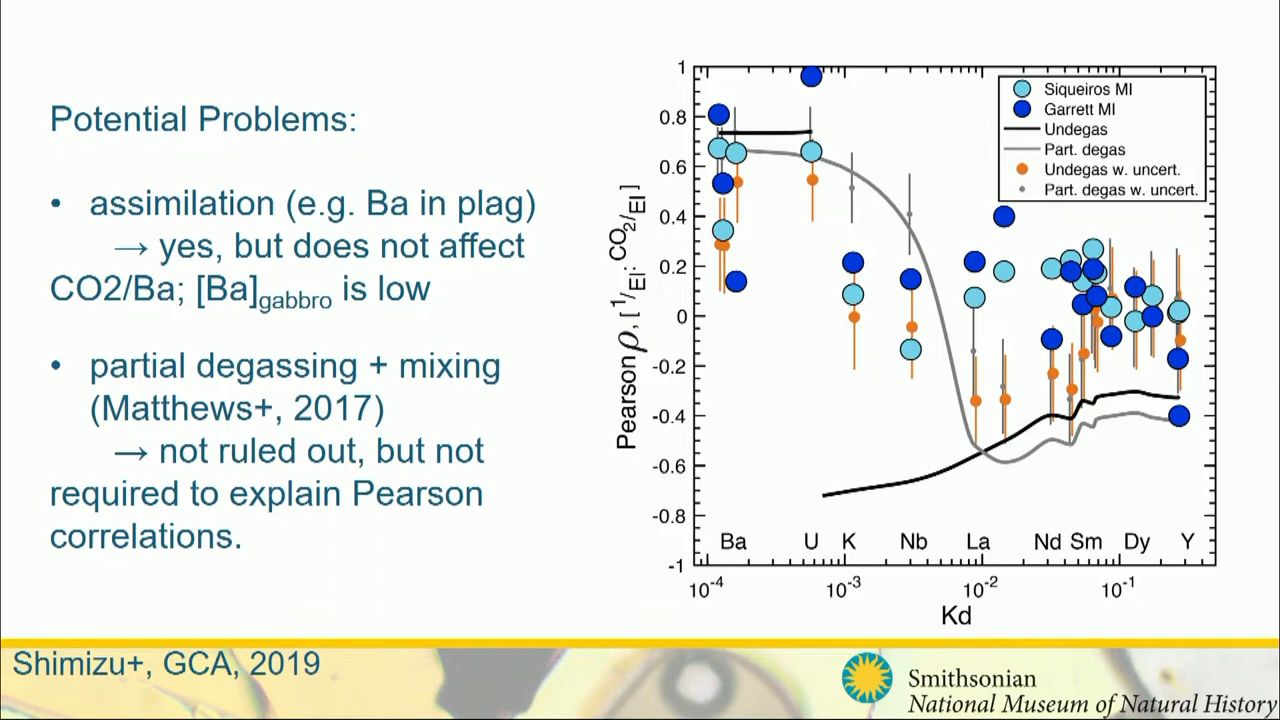 Potential Problems:
• assimilation (e.g. Ba in plag)
→ yes, but does not affect
CO2/Ba; [Ba]gabbro is low
• partial degassing + mixing
(Matthews+, 2017)
→ not ruled out, but not
required to explain Pearson
correlations.
Pearson ρ, [1/El: CO2/El]
1
0.8
0.6
0.4
0.2
0
-0.2
-0.4
-0.6
-0.8
-1
Siqueiros MI
Garrett MI
Undegas
Part. degas
Undegas w. uncert.
Part. degas w uncert.
Ba U K Nb La Nd Sm Dy Y
10-4 10-3 10-2 10-1
Kd
Shimizu+, GCA, 2019
Smithsonian
National Museum of Natural History